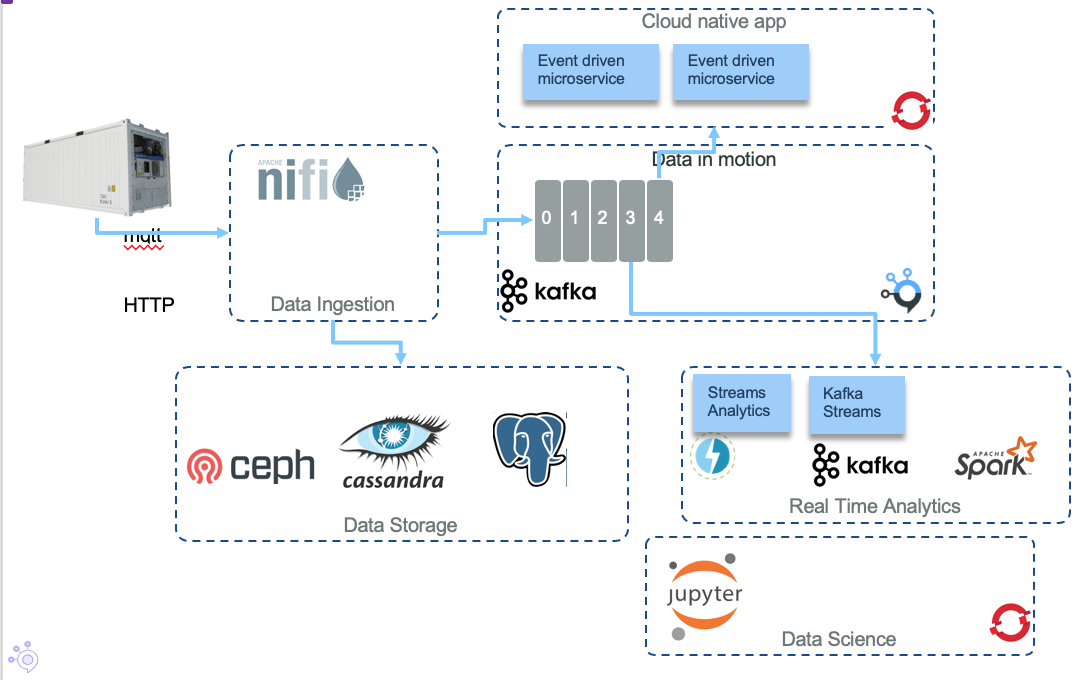 Cloud native app
Event driven
microservice
Event driven
microservice
APACHE
nifi
Data in motion
0 1 2 3 4
mqtt
HTTP
Data Ingestion
kafka
Streams
Analytics
Kafka
Streams
ceph
cassandra
kafka
APACHE
Spark
Data Storage
Real Time Analytics
jupyter
Data Science